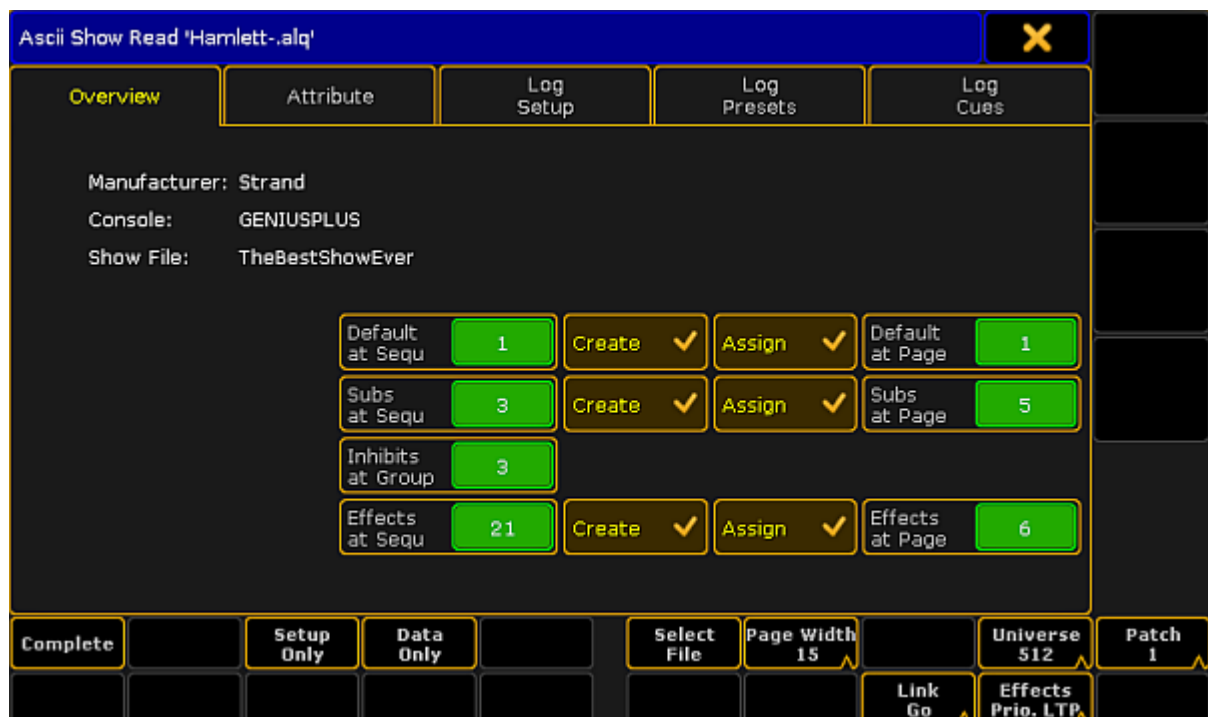 Ascii Show Read 'Hamlett-.alq'
Overview
Attribute
Log
Setup
Log
Presets
Log
Cues
Manufacturer: Strand
Console: GENIUSPLUS
Show File: TheBestShowEver
Default
at Sequ
1
Create
Assign
Default
at Page
1
Subs
at Sequ
3
Create
Assign
Subs
at Page
5
Inhibits
at Group
3
Effects
at Sequ
21
Create
Assign
Effects
at Page
6
Complete
Setup
Only
Data
Only
Select
File
Page Width
15
Universe
512
Patch
1
Link
Go
Effects
Prio. LTP